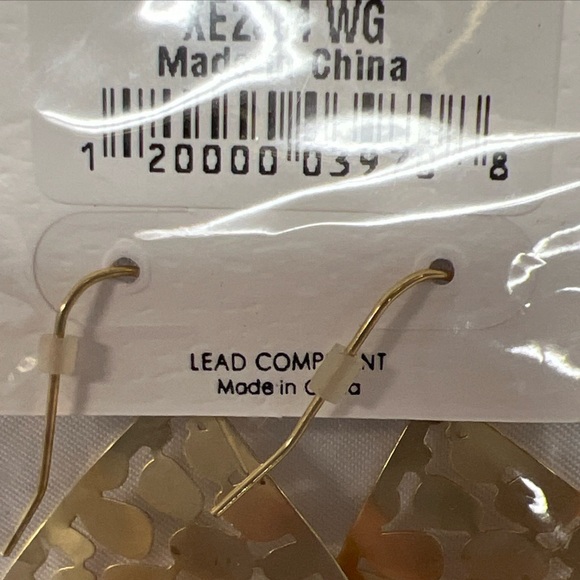 WG
Made in China
1 20000 8
LEAD COMPLIANT
Made in China